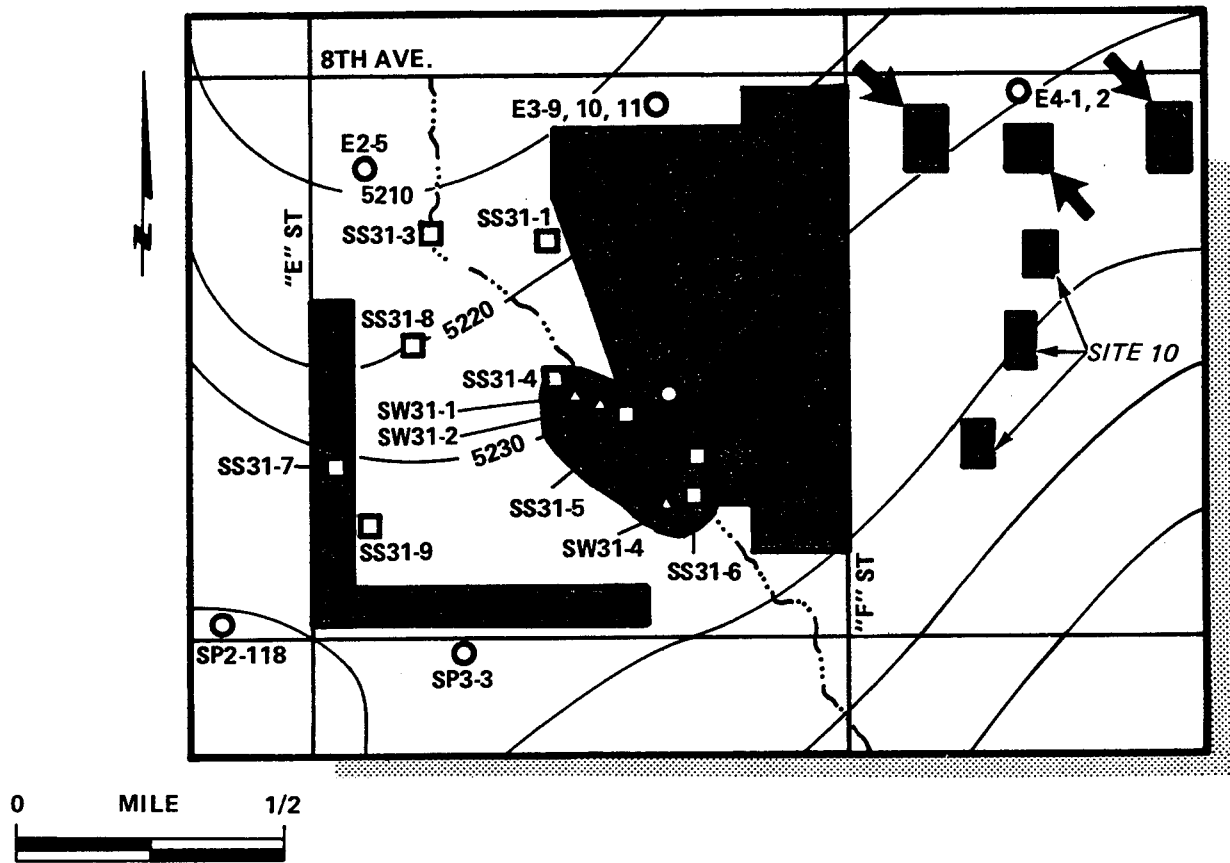 8TH AVE.
E3-9, 10, 11
E4-1, 2
E2-5
5210
SS31-1
SS31-3
"E" ST
5220
SS31-8
SITE 10
SS31-4
SW31-1
SW31-2
5230
SS31-7
SS31-5
SW31-4
SS31-9
SS31-6
"F" ST
SP2-118
SP3-3
N
0 MILE 1/2